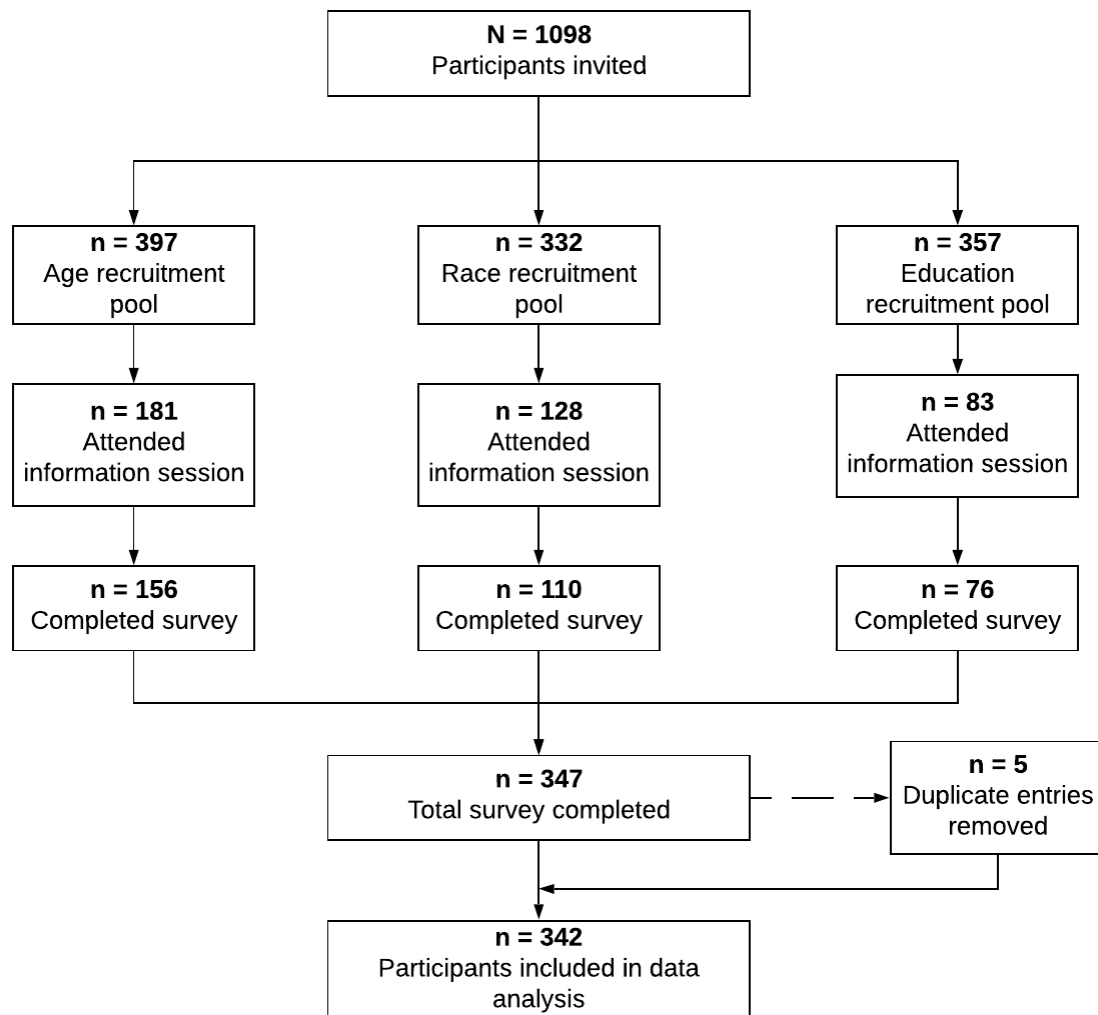 N = 1098
Participants invited
n = 397
Age recruitment
pool
n = 332
Race recruitment
pool
n = 357
Education
recruitment pool
n = 181
Attended
information session
n = 128
Attended
information session
n = 83
Attended
information session
n = 156
Completed survey
n = 110
Completed survey
n = 76
Completed survey
n = 347
Total survey completed
n = 5
Duplicate entries
removed
n = 342
Participants included in data
analysis